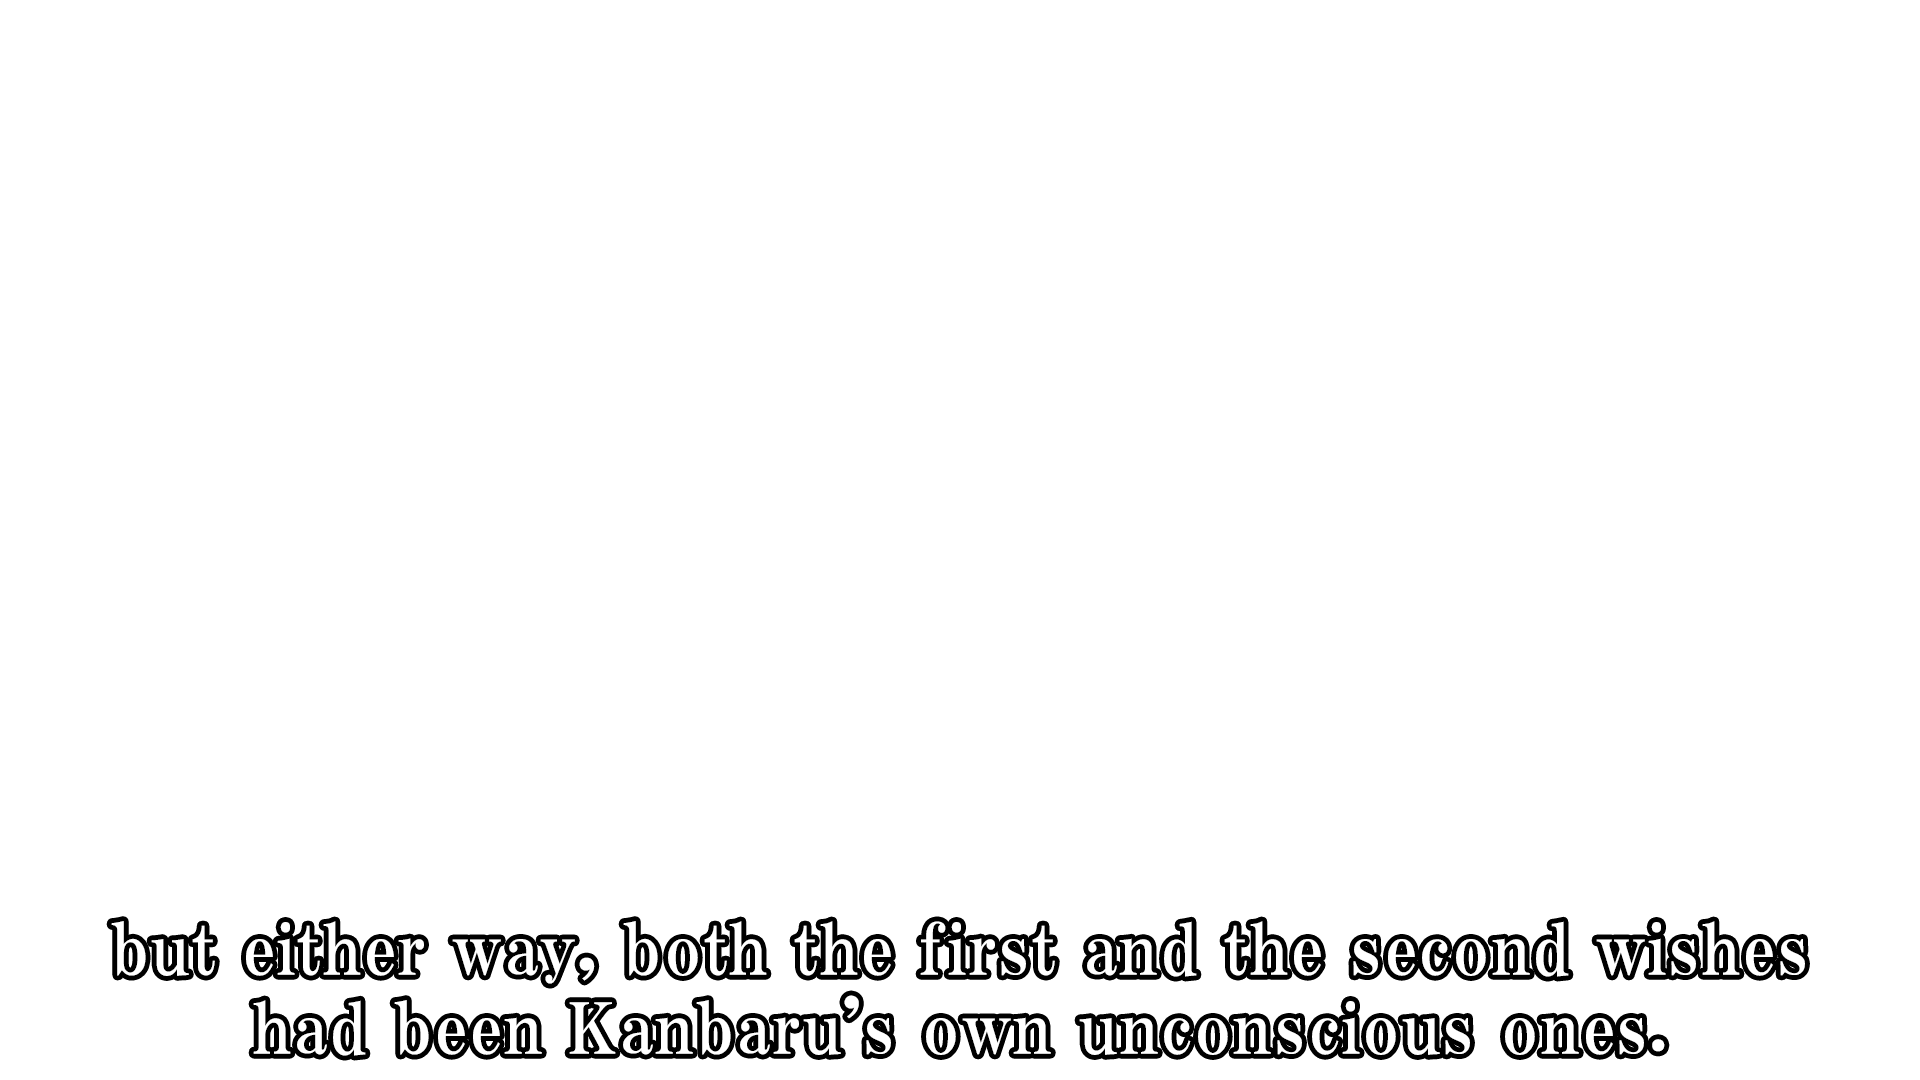 but either way, both the first and the second wishes
had been Kanbaru’s own unconscious ones.